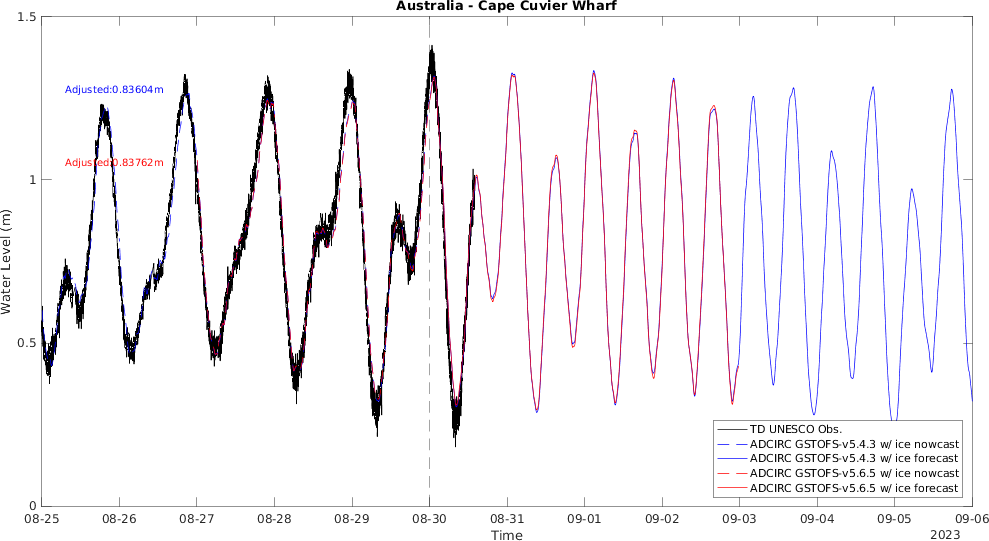 Australia - Cape Cuvier Wharf
1.5
Adjusted:0.83604m
Adjusted:0.83762m
1
Water Level (m)
0.5
TD UNESCO Obs.
ADCIRC GSTOFS-v5.4.3 w/ ice nowcast
ADCIRC GSTOFS-v5.4.3 w/ ice forecast
ADCIRC GSTOFS-v5.6.5 w/ ice nowcast
ADCIRC GSTOFS-v5.6.5 w/ ice forecast
0
08-25 08-26 08-27 08-28 08-29 08-30 08-31 09-01 09-02 09-03 09-04 09-05 09-06
Time 2023